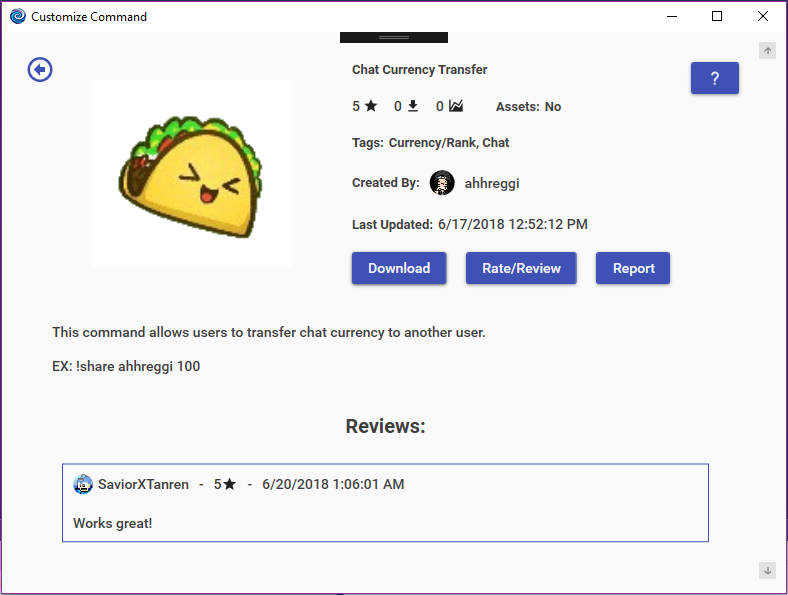 Customize Command
Chat Currency Transfer
?
5 ★ 0 0 Assets: No
Tags: Currency/Rank, Chat
Created By: ahhreggi
Last Updated: 6/17/2018 12:52:12 PM
Download Rate/Review Report
This command allows users to transfer chat currency to another user.
EX: !share ahhreggi 100
Reviews:
SaviorXTanren - 5★ - 6/20/2018 1:06:01 AM
Works great!